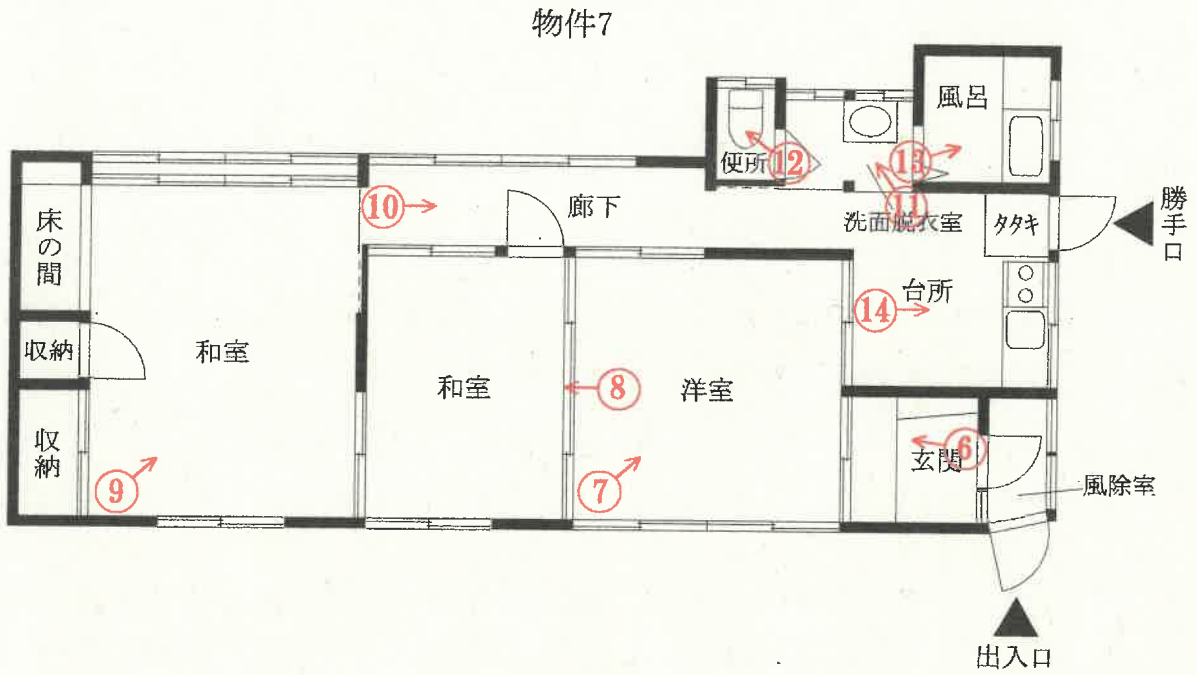 物件7
風呂
便所
⑫
⑬
⑪
⑩
廊下
洗面脱衣室
タタキ
勝手口
床の間
台所
⑭
収納
和室
和室
⑧
洋室
収納
⑨
⑦
⑥
玄関
風除室
出入口